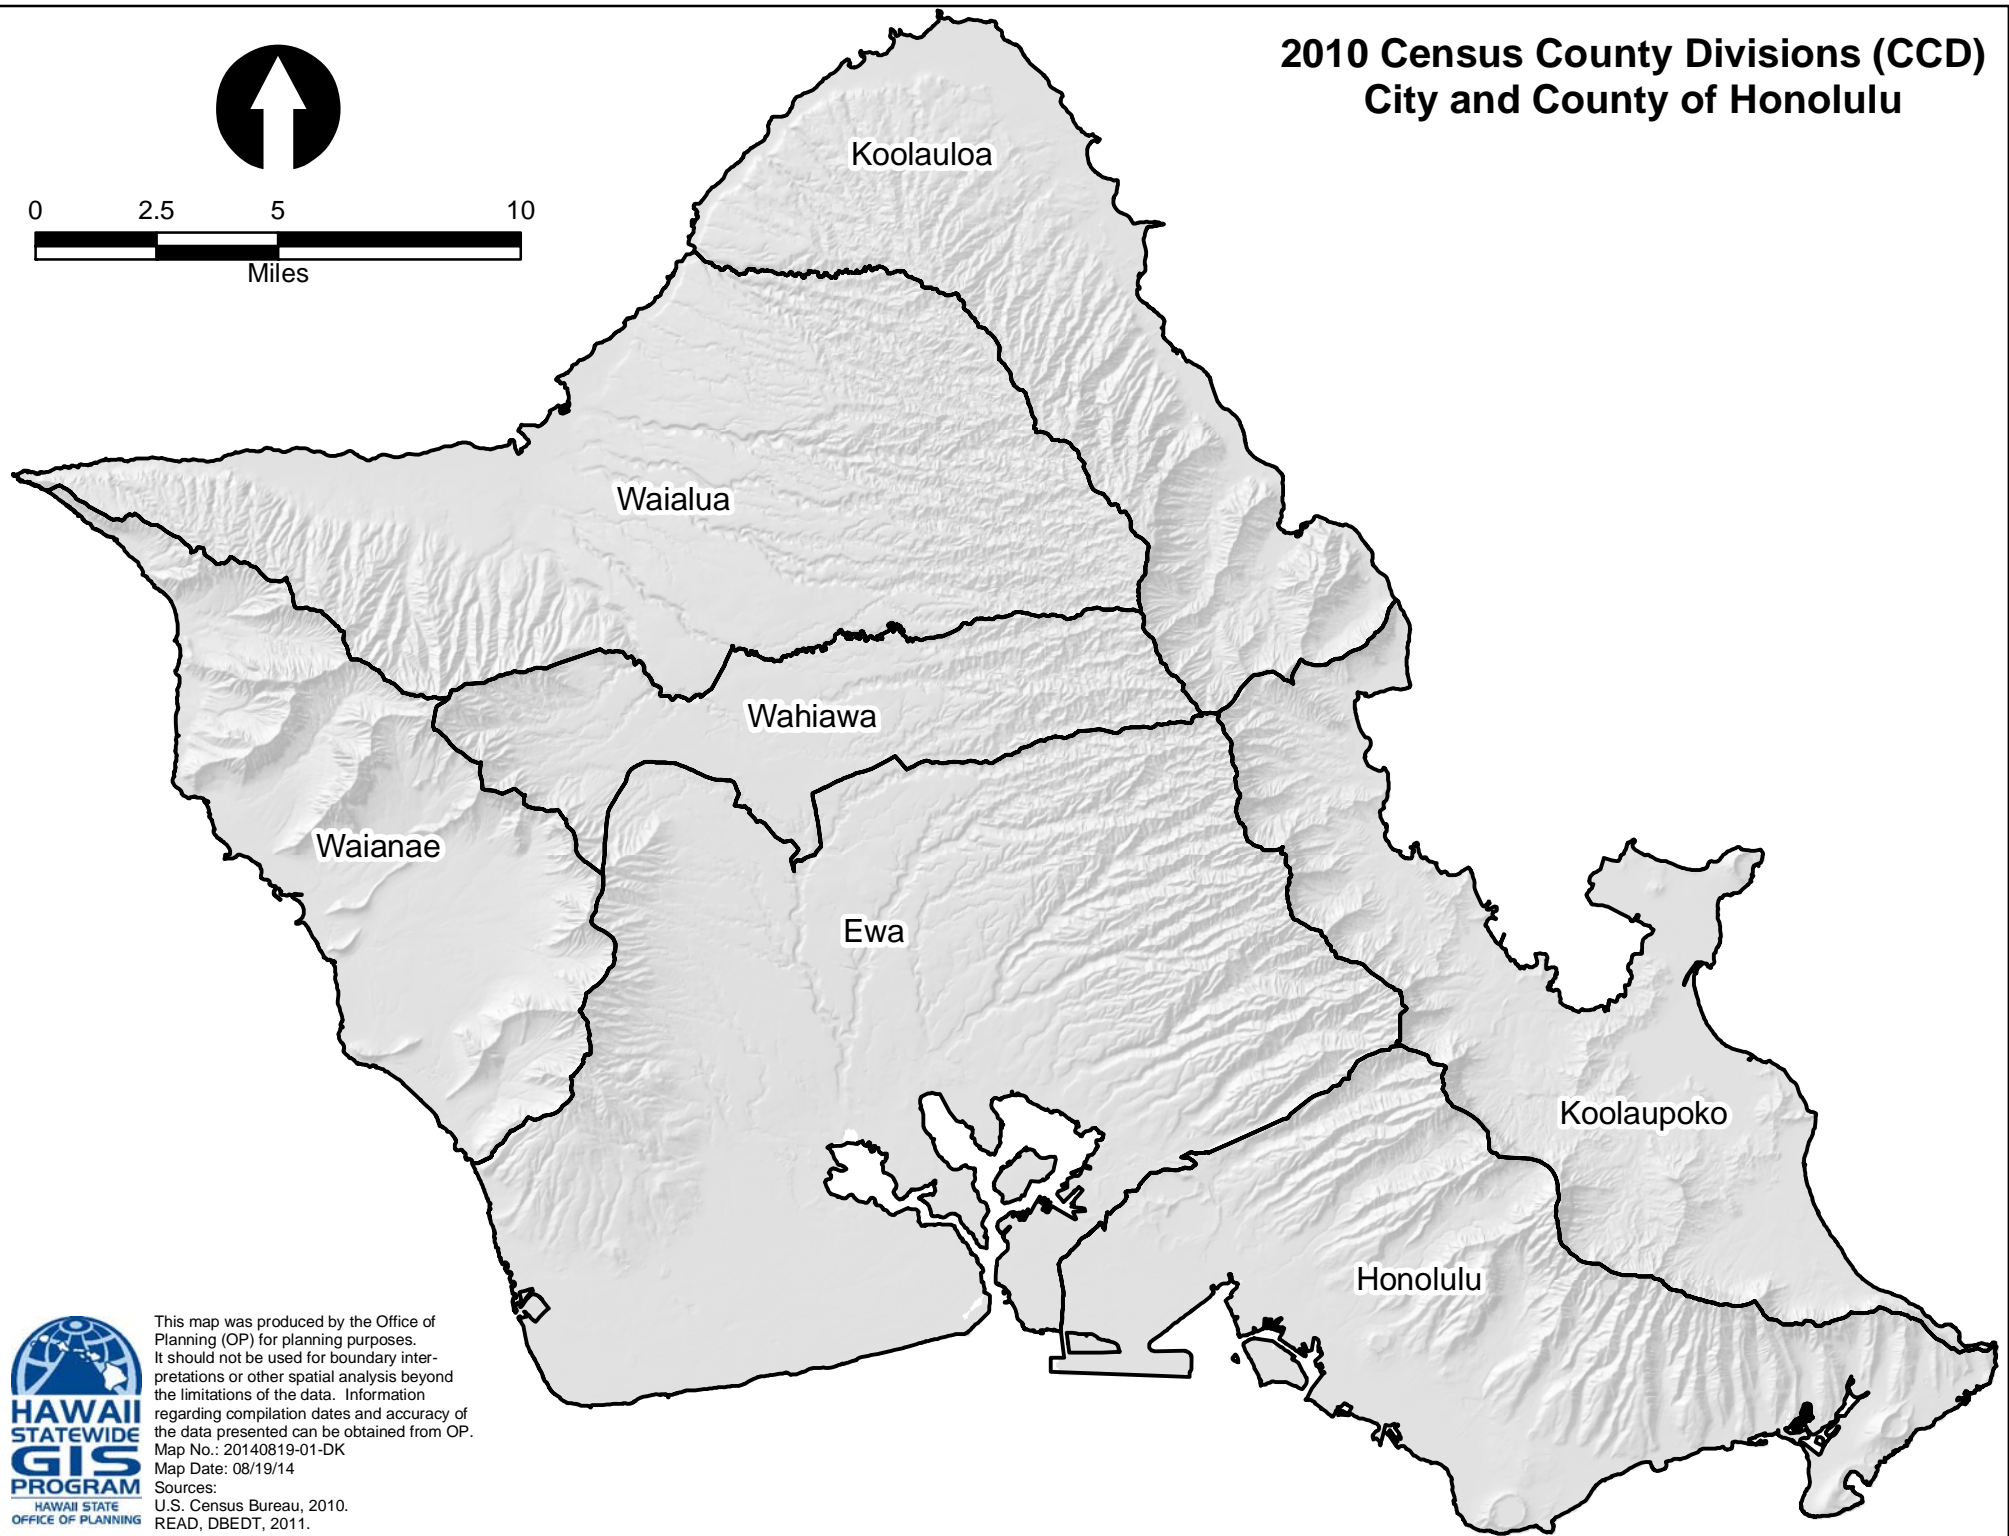 2010 Census County Divisions (CCD)
City and County of Honolulu
0 2.5 5 10
Miles
Koolauloa
Waialua
Wahiawa
Waianae
Ewa
Koolaupoko
Honolulu
HAWAII
STATEWIDE
GIS
PROGRAM
HAWAII STATE
OFFICE OF PLANNING
This map was produced by the Office of
Planning (OP) for planning purposes.
It should not be used for boundary inter-
pretations or other spatial analysis beyond
the limitations of the data. Information
regarding compilation dates and accuracy of
the data presented can be obtained from OP.
Map No.: 20140819-01-DK
Map Date: 08/19/14
Sources:
U.S. Census Bureau, 2010.
READ, DBEDT, 2011.